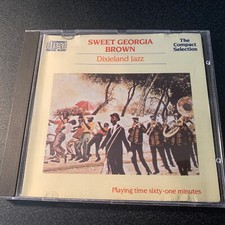 SWEET GEORGIA
BROWN
Dixieland Jazz
The
Compact
Selection
Playing time sixty-one minutes